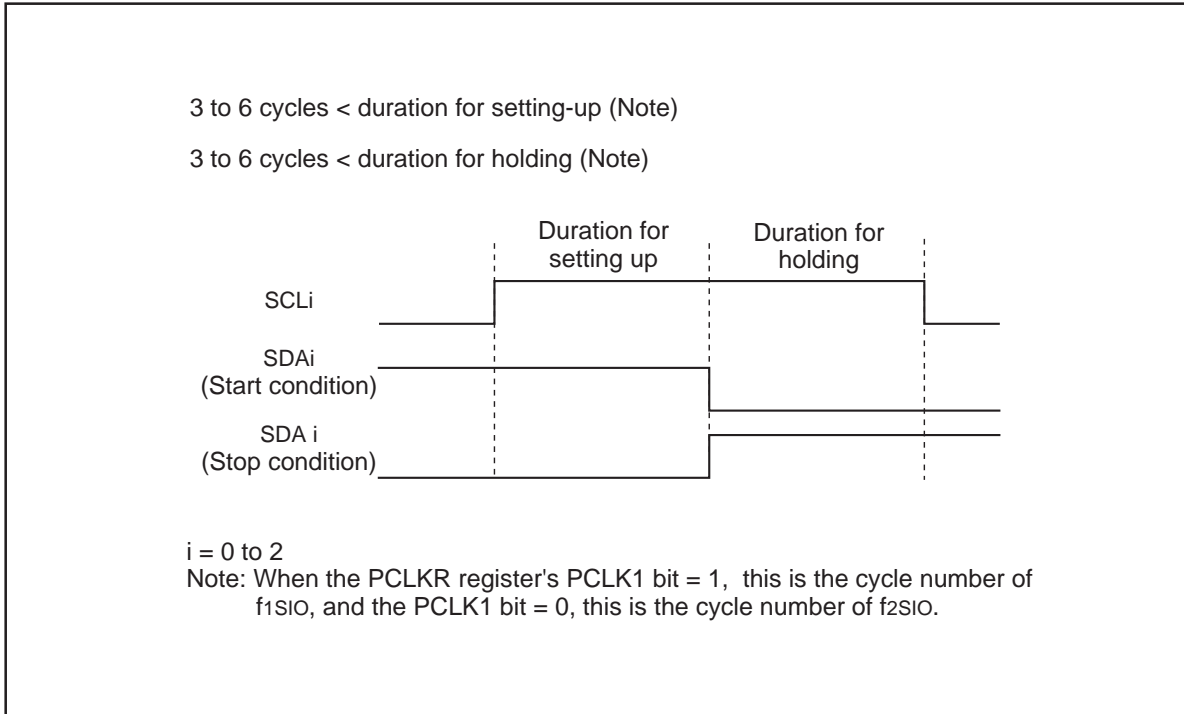 3 to 6 cycles < duration for setting-up (Note)
3 to 6 cycles < duration for holding (Note)
Duration for
setting up
Duration for
holding
SCLi
SDAi
(Start condition)
SDA i
(Stop condition)
i = 0 to 2
Note: When the PCLKR register's PCLK1 bit = 1, this is the cycle number of
f1SIO, and the PCLK1 bit = 0, this is the cycle number of f2SIO.